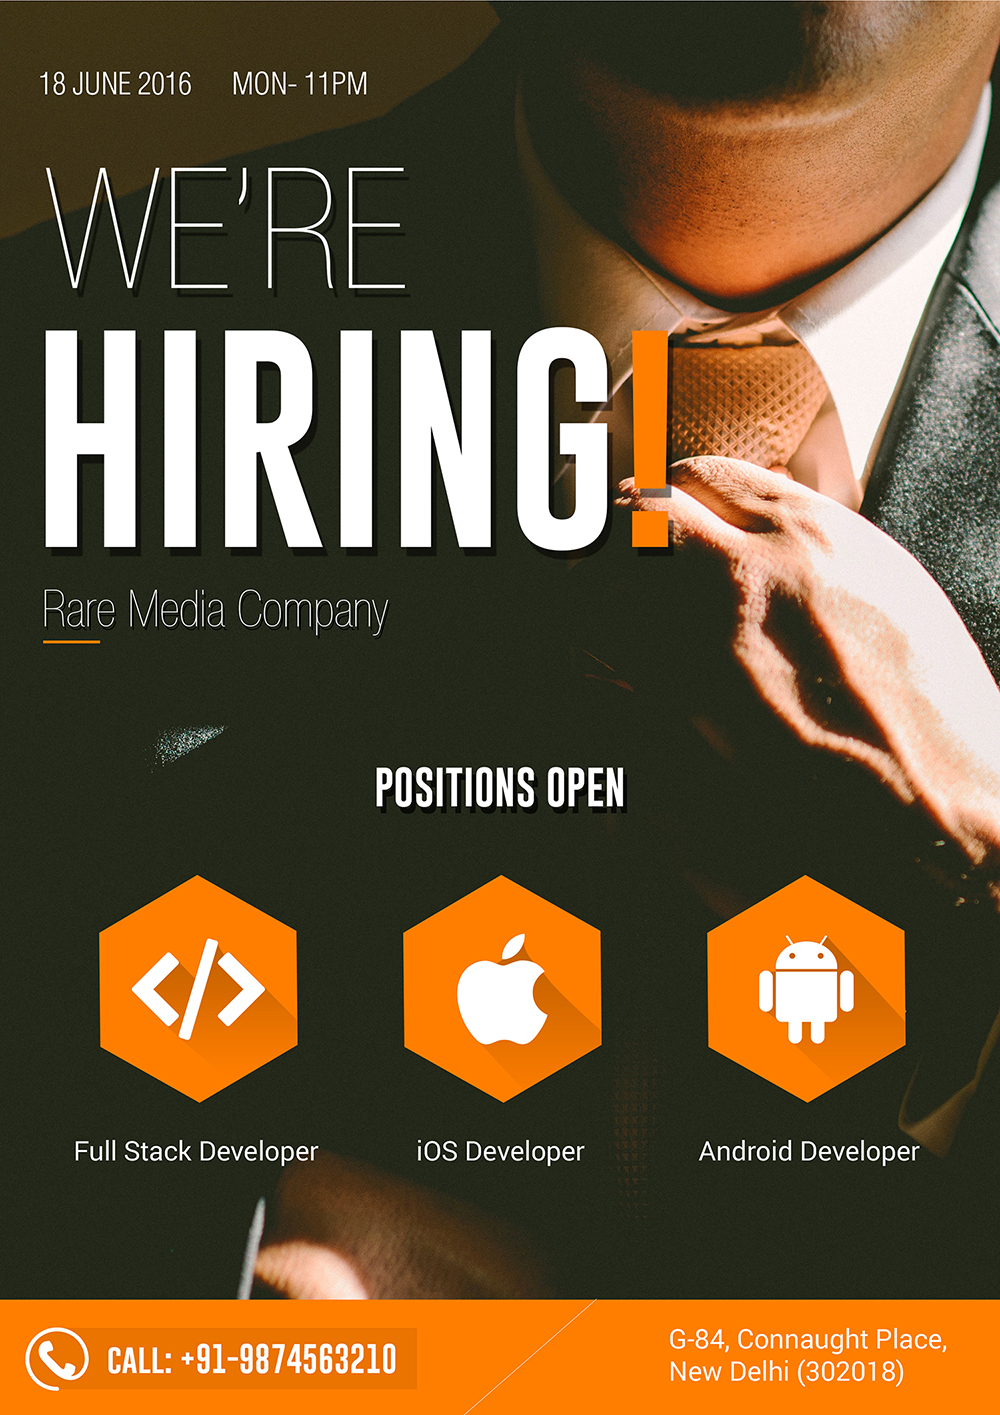 18 JUNE 2016 MON- 11PM
WE'RE
HIRING!
Rare Media Company
POSITIONS OPEN
Full Stack Developer iOS Developer Android Developer
CALL: +91-9874563210
G-84, Connaught Place,
New Delhi (302018)